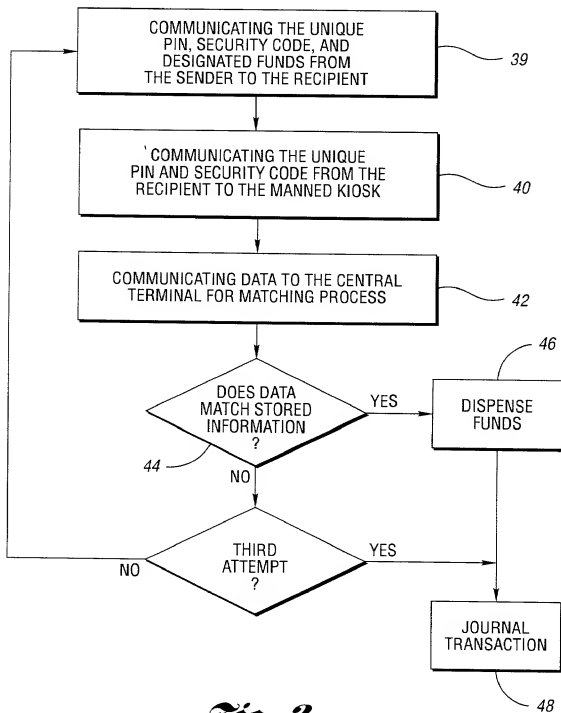 COMMUNICATING THE UNIQUE
PIN, SECURITY CODE, AND
DESIGNATED FUNDS FROM
THE SENDER TO THE RECIPIENT
39
COMMUNICATING THE UNIQUE
PIN AND SECURITY CODE FROM THE
RECIPIENT TO THE MANNED KIOSK
40
COMMUNICATING DATA TO THE CENTRAL
TERMINAL FOR MATCHING PROCESS
42
DOES DATA
MATCH STORED
INFORMATION
?
44
YES
NO
46
DISPENSE
FUNDS
THIRD
ATTEMPT
?
NO
YES
JOURNAL
TRANSACTION
48